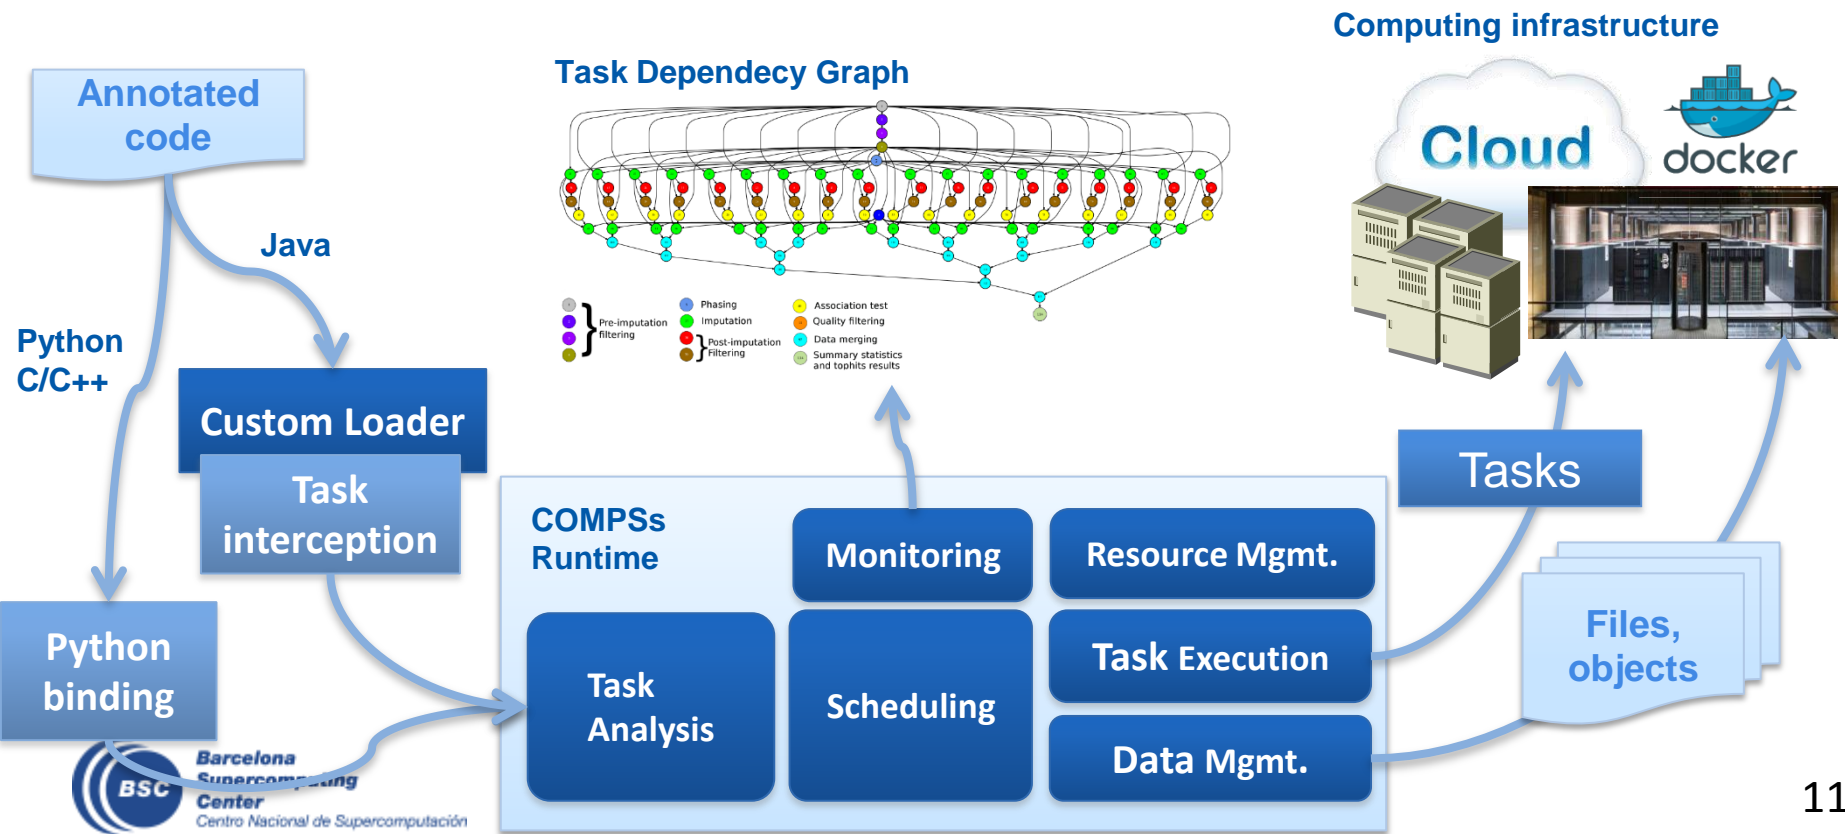 Computing infrastructure
Task Dependecy Graph
Annotated
code
Cloud
docker
Java
Python
C/C++
Pre-imputation
filtering
Phasing
Imputation
Post-imputation
Filtering
Association test
Quality filtering
Data merging
Summary statistics
and tophits results
Custom Loader
Task
interception
Tasks
COMPSs
Runtime
Monitoring
Resource Mgmt.
Python
binding
Task
Analysis
Scheduling
Task Execution
Data Mgmt.
Files,
objects
BSC
Barcelona
Supercomputing
Center
Centro Nacional de Supercomputación
11